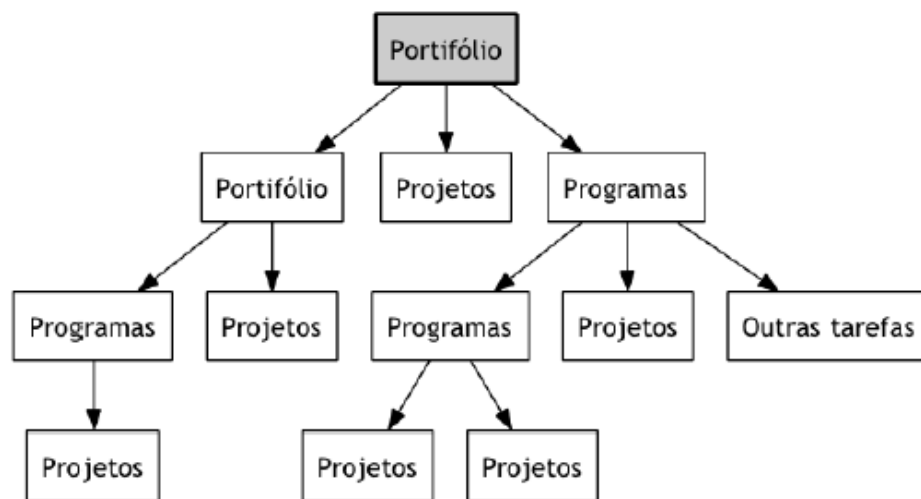 Portifólio
Portifólio
Projetos
Programas
Programas
Projetos
Programas
Projetos
Outras tarefas
Projetos
Projetos
Projetos